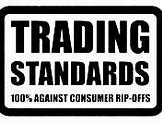 TRADING
STANDARDS
100% AGAINST CONSUMER RIP-OFFS